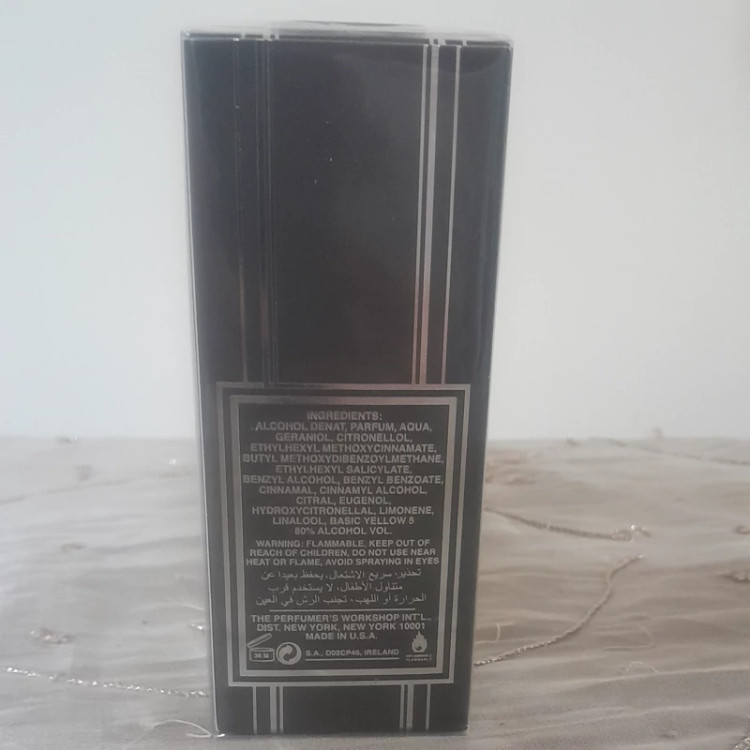 INGREDIENTS:
ALCOHOL DENAT, PARFUM, AQUA,
GERANIOL, CITRONELLOL,
ETHYLHEXYL METHOXYCINNAMATE,
BUTYL METHOXYDIBENZOYLMETHANE,
ETHYLHEXYL SALICYLATE,
BENZYL ALCOHOL, BENZYL BENZOATE,
CINNAMAL, CINNAMYL ALCOHOL,
CITRAL, EUGENOL,
HYDROXYCITRONELLAL, LIMONENE,
LINALOOL, BASIC YELLOW 5
80% ALCOHOL VOL.
WARNING: FLAMMABLE, KEEP OUT OF
REACH OF CHILDREN, DO NOT USE NEAR
HEAT OR FLAME, AVOID SPRAYING IN EYES
تحذير، سريع الاشتعال، يحفظ بعيدا عن
متناول الأطفال، لا يستخدم قرب
الحرارة أو اللهب، تجنب الرش في العين
THE PERFUMER'S WORKSHOP INT'L.,
DIST. NEW YORK, NEW YORK 10001
MADE IN U.S.A.
S.A., D02CP46, IRELAND